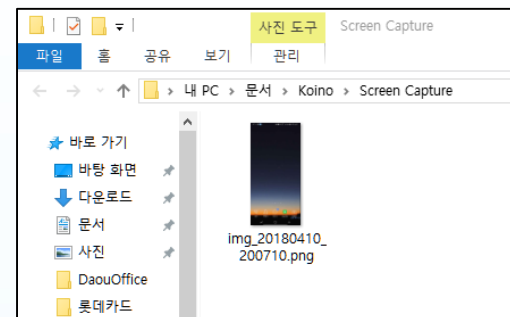 사진 도구 Screen Capture
파일 홈 공유 보기 관리
내 PC > 문서 > Koino > Screen Capture
바로 가기
바탕 화면
다운로드
문서
사진
DaouOffice
롯데카드
img_20180410_
200710.png